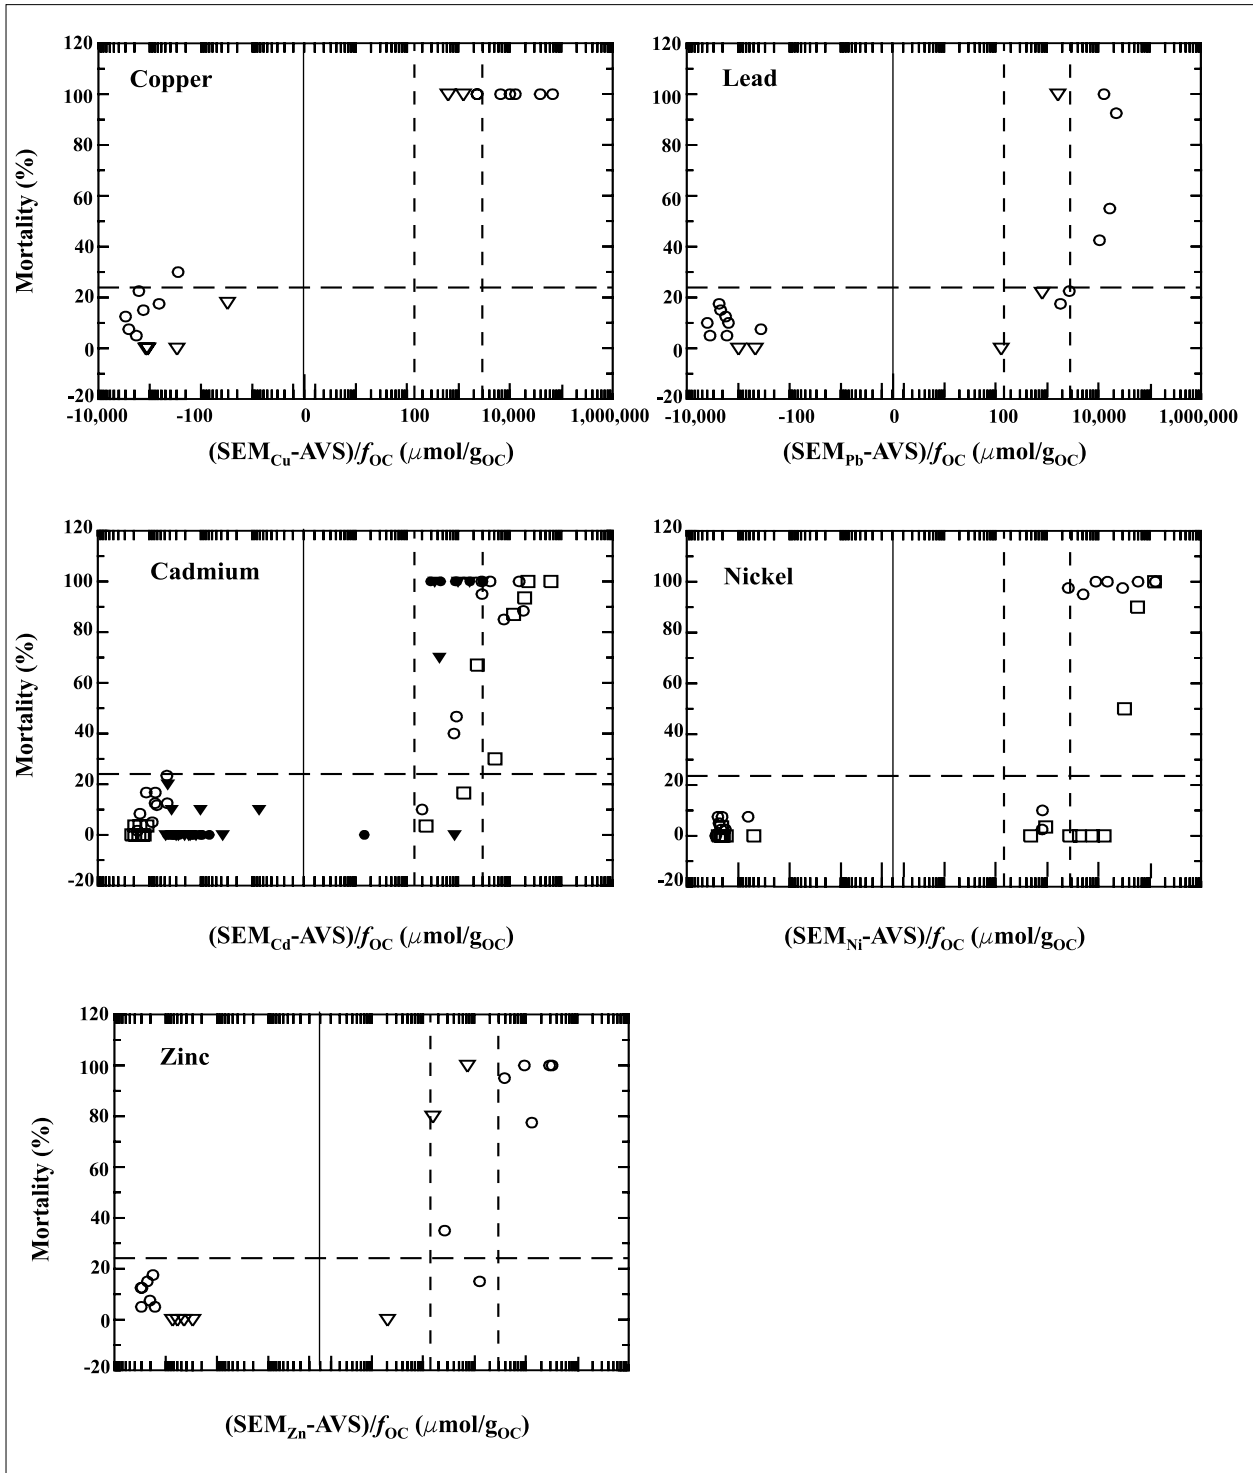 120
100
80
60
40
20
0
-20
Mortality (%)
Copper
-10,000 -100 0 100 10,000 1,000,000
(SEMCu-AVS)/fOC (μmol/gOC)
120
100
80
60
40
20
0
-20
Lead
-10,000 -100 0 100 10,000 1,000,000
(SEMPb-AVS)/fOC (μmol/gOC)
120
100
80
60
40
20
0
-20
Mortality (%)
Cadmium
(SEMCd-AVS)/fOC (μmol/gOC)
120
100
80
60
40
20
0
-20
Nickel
(SEMNi-AVS)/fOC (μmol/gOC)
120
100
80
60
40
20
0
-20
Mortality (%)
Zinc
(SEMZn-AVS)/fOC (μmol/gOC)